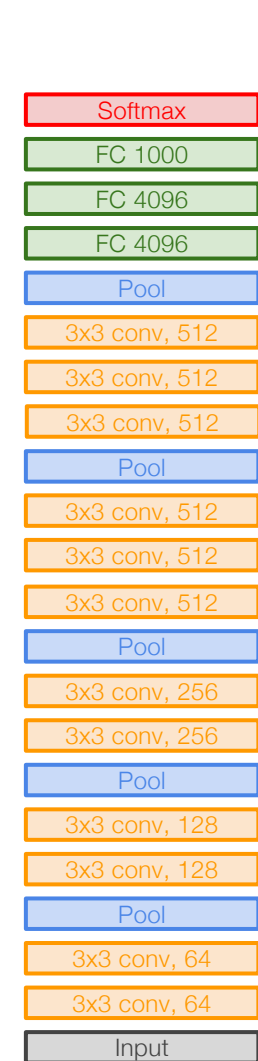 Softmax
FC 1000
FC 4096
FC 4096
Pool
3x3 conv, 512
3x3 conv, 512
3x3 conv, 512
Pool
3x3 conv, 512
3x3 conv, 512
3x3 conv, 512
Pool
3x3 conv, 256
3x3 conv, 256
Pool
3x3 conv, 128
3x3 conv, 128
Pool
3x3 conv, 64
3x3 conv, 64
Input